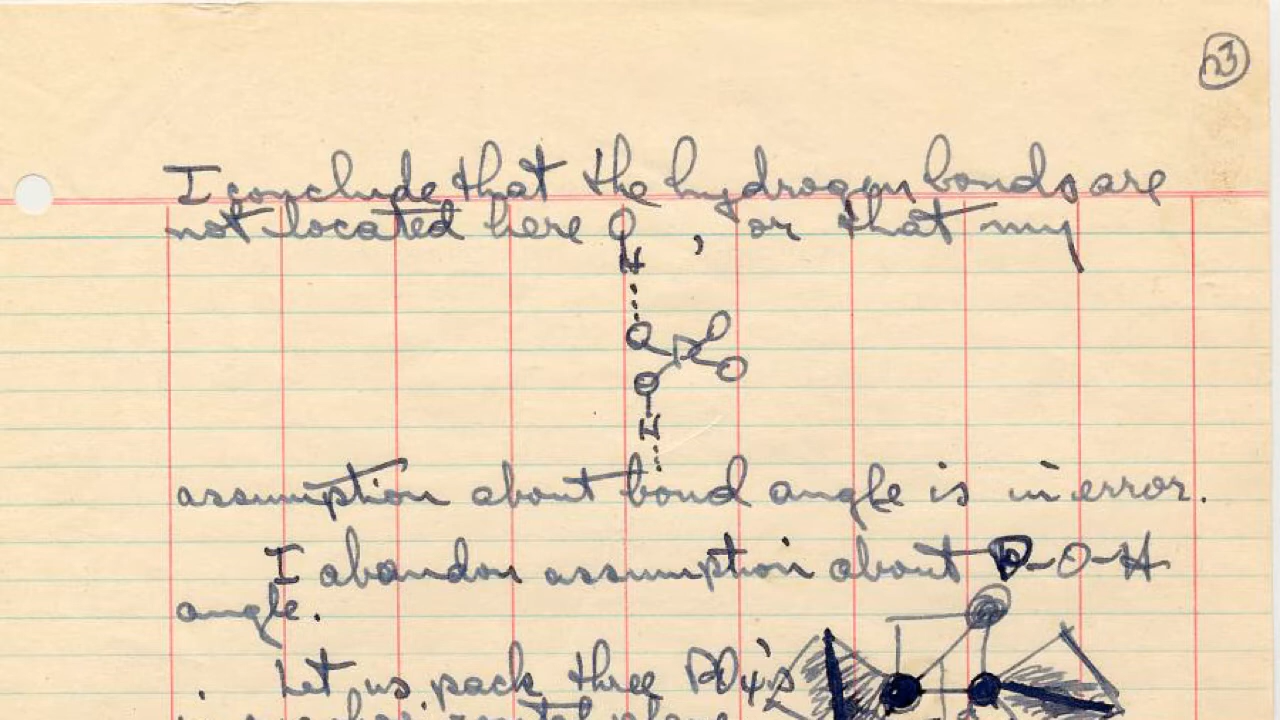 23
I conclude that the hydrogen bonds are
not located here O , or that my
H
O P O
O O
H
assumption about bond angle is in error.
I abandon assumption about P-O-H
angle.
Let us pack three PO4's